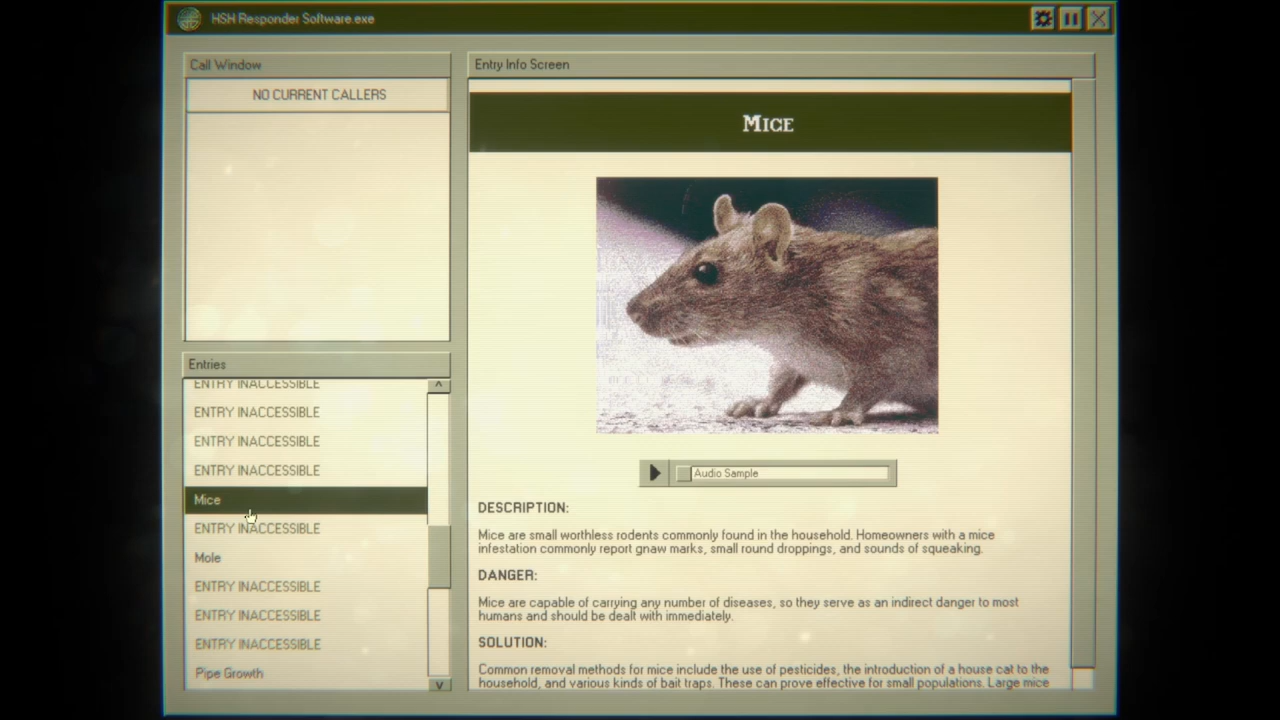 HSH Responder Software.exe
Call Window
NO CURRENT CALLERS
Entry Info Screen
MICE
Audio Sample
DESCRIPTION:
Mice are small worthless rodents commonly found in the household. Homeowners with a mice
infestation commonly report gnaw marks, small round droppings, and sounds of squeaking.
DANGER:
Mice are capable of carrying any number of diseases, so they serve as an indirect danger to most
humans and should be dealt with immediately.
SOLUTION:
Common removal methods for mice include the use of pesticides, the introduction of a house cat to the
household, and various kinds of bait traps. These can prove effective for small populations. Large mice
Entries
ENTRY INACCESSIBLE
ENTRY INACCESSIBLE
ENTRY INACCESSIBLE
ENTRY INACCESSIBLE
Mice
ENTRY INACCESSIBLE
Mole
ENTRY INACCESSIBLE
ENTRY INACCESSIBLE
ENTRY INACCESSIBLE
Pipe Growth